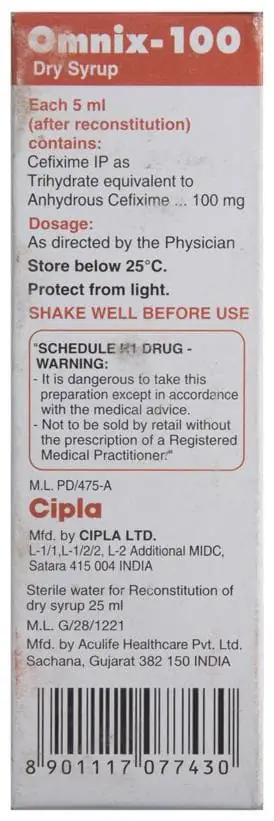 Omnix-100
Dry Syrup
Each 5 ml
(after reconstitution)
contains:
Cefixime IP as
Trihydrate equivalent to
Anhydrous Cefixime ... 100 mg
Dosage:
As directed by the Physician
Store below 25°C.
Protect from light.
SHAKE WELL BEFORE USE
"SCHEDULE H1 DRUG -
WARNING:
- It is dangerous to take this
preparation except in accordance
with the medical advice.
- Not to be sold by retail without
the prescription of a Registered
Medical Practitioner."
M.L. PD/475-A
Cipla
Mfd. by CIPLA LTD.
L-1/1,L-1/2/2, L-2 Additional MIDC,
Satara 415 004 INDIA
Sterile water for Reconstitution of
dry syrup 25 ml
M.L. G/28/1221
Mfd. by Aculife Healthcare Pvt. Ltd.
Sachana, Gujarat 382 150 INDIA
8 901117 077430